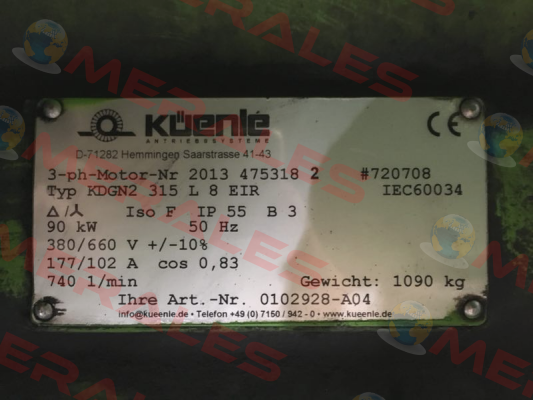 EMERALES
KÜENLE
ANTRIEBSSYSTEME
D-71282 Hemmingen Saarstrasse 41-43
CE
3-ph-Motor-Nr 2013 475318 2 #720708
Typ KDGN2 315 L 8 EIR IEC60034
Δ/⅄ Iso F IP 55 B 3
90 kW 50 Hz
380/660 V +/-10%
177/102 A cos 0,83
740 1/min Gewicht: 1090 kg
Ihre Art.-Nr. 0102928-A04
info@kueenle.de • Telefon +49 (0) 7150 / 942 - 0 • www.kueenle.de